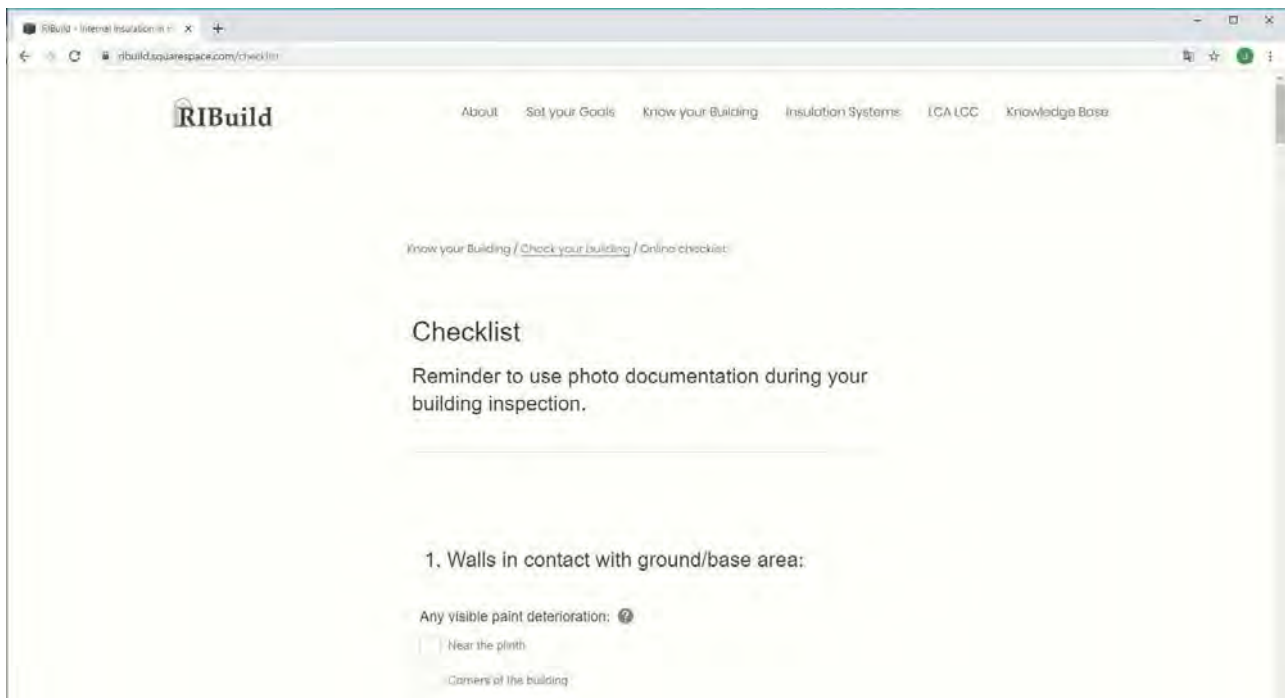 RIBuild - Internal Insulation in
ribuild.squarespace.com/checklist
RIBuild
About Set your Goals Know your Building Insulation Systems LCA LCC Knowledge Base
Know your Building / Check your building / Online checklist
Checklist
Reminder to use photo documentation during your
building inspection.
1. Walls in contact with ground/base area:
Any visible paint deterioration: ?
Near the plinth
Corners of the building